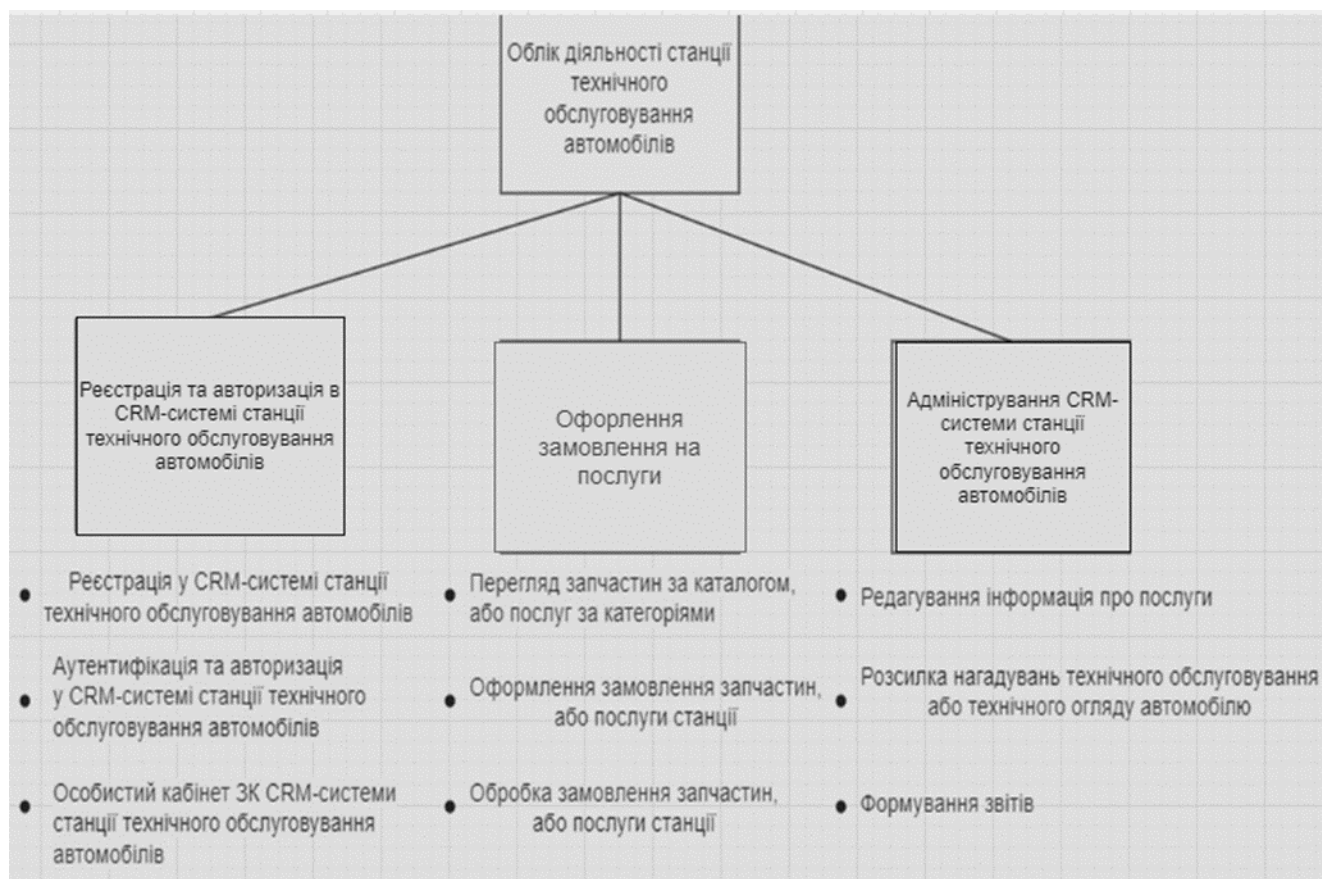 Облік діяльності станції
технічного
обслуговування
автомобілів
Реєстрація та авторизація в
CRM-системі станції
технічного обслуговування
автомобілів
Офорлення
замовлення на
послуги
Адміністрування CRM-
системи станції
технічного
обслуговування
автомобілів
Реєстрація у CRM-системі станції
технічного обслуговування автомобілів
Аутентифікація та авторизація
у CRM-системі станції технічного
обслуговування автомобілів
Особистий кабінет ЗК CRM-системи
станції технічного обслуговування
автомобілів
Перегляд запчастин за каталогом,
або послуг за категоріями
Оформлення замовлення запчастин,
або послуги станції
Обробка замовлення запчастин,
або послуги станції
Редагування інформація про послуги
Розсилка нагадувань технічного обслуговування
або технічного огляду автомобілю
Формування звітів